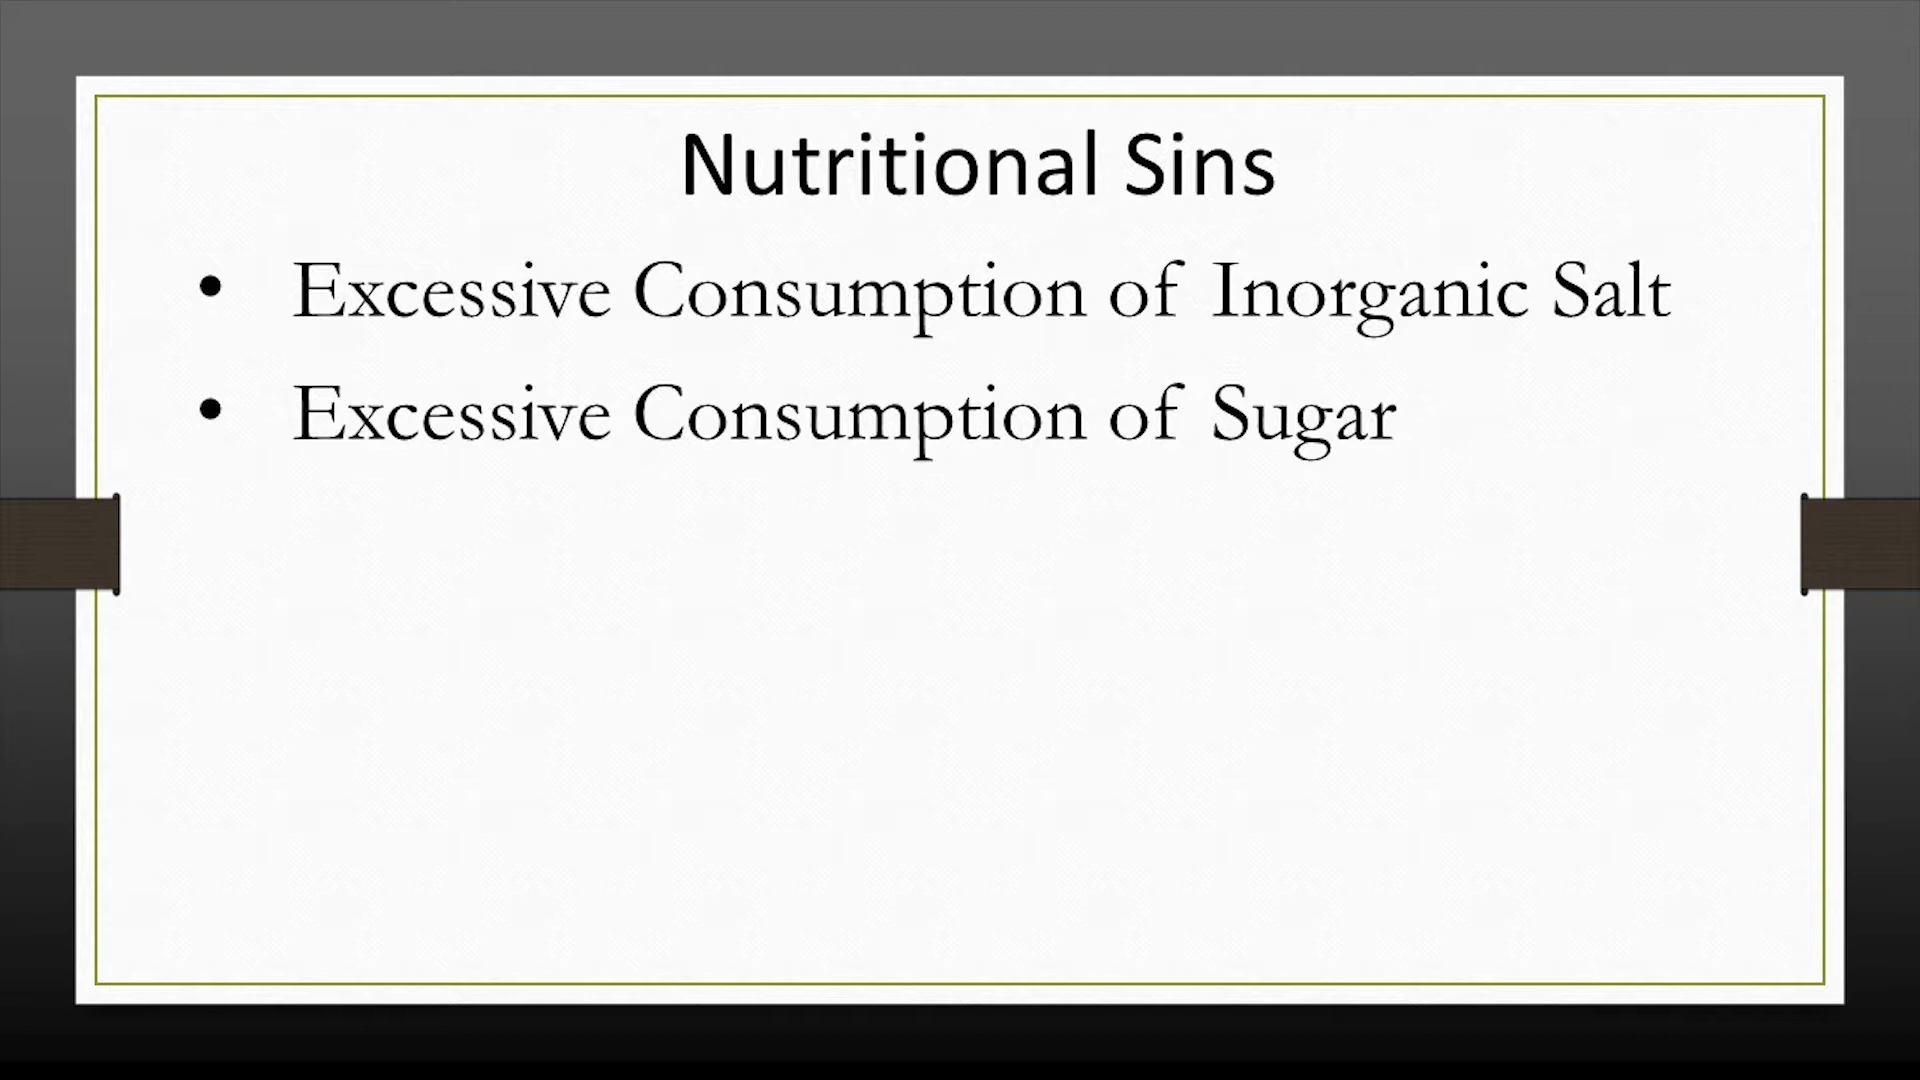 Nutritional Sins
• Excessive Consumption of Inorganic Salt
• Excessive Consumption of Sugar